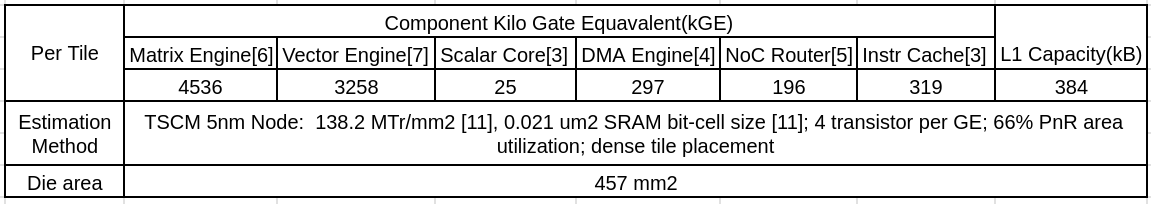 Component Kilo Gate Equavalent(kGE)
Per Tile
L1 Capacity(kB)
Matrix Engine[6] Vector Engine[7] Scalar Core[3] DMA Engine[4] NoC Router[5] Instr Cache[3]
4536 3258 25 297 196 319 384
Estimation Method
TSCM 5nm Node: 138.2 MTr/mm2 [11], 0.021 um2 SRAM bit-cell size [11]; 4 transistor per GE; 66% PnR area
utilization; dense tile placement
Die area 457 mm2